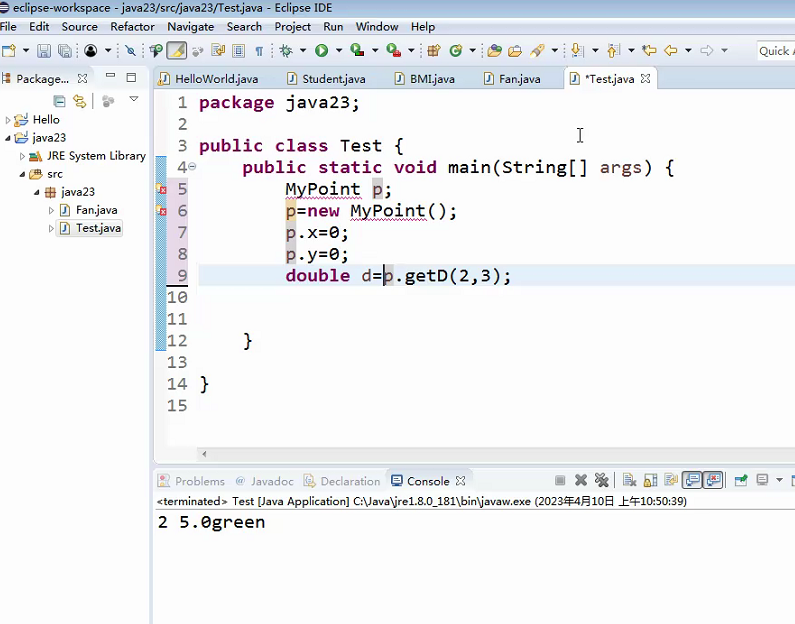 eclipse-workspace - java23/src/java23/Test.java - Eclipse IDE
File Edit Source Refactor Navigate Search Project Run Window Help
Quick
Package... HelloWorld.java Student.java BMI.java Fan.java *Test.java
Hello
java23
JRE System Library
src
java23
Fan.java
Test.java
1 package java23;
2
3 public class Test {
4 public static void main(String[] args) {
5 MyPoint p;
6 p=new MyPoint();
7 p.x=0;
8 p.y=0;
9 double d=p.getD(2,3);
10
11
12 }
13
14 }
15
Problems @ Javadoc Declaration Console
<terminated> Test [Java Application] C:\Java\jre1.8.0_181\bin\javaw.exe (2023年4月10日 上午10:50:39)
2 5.0green